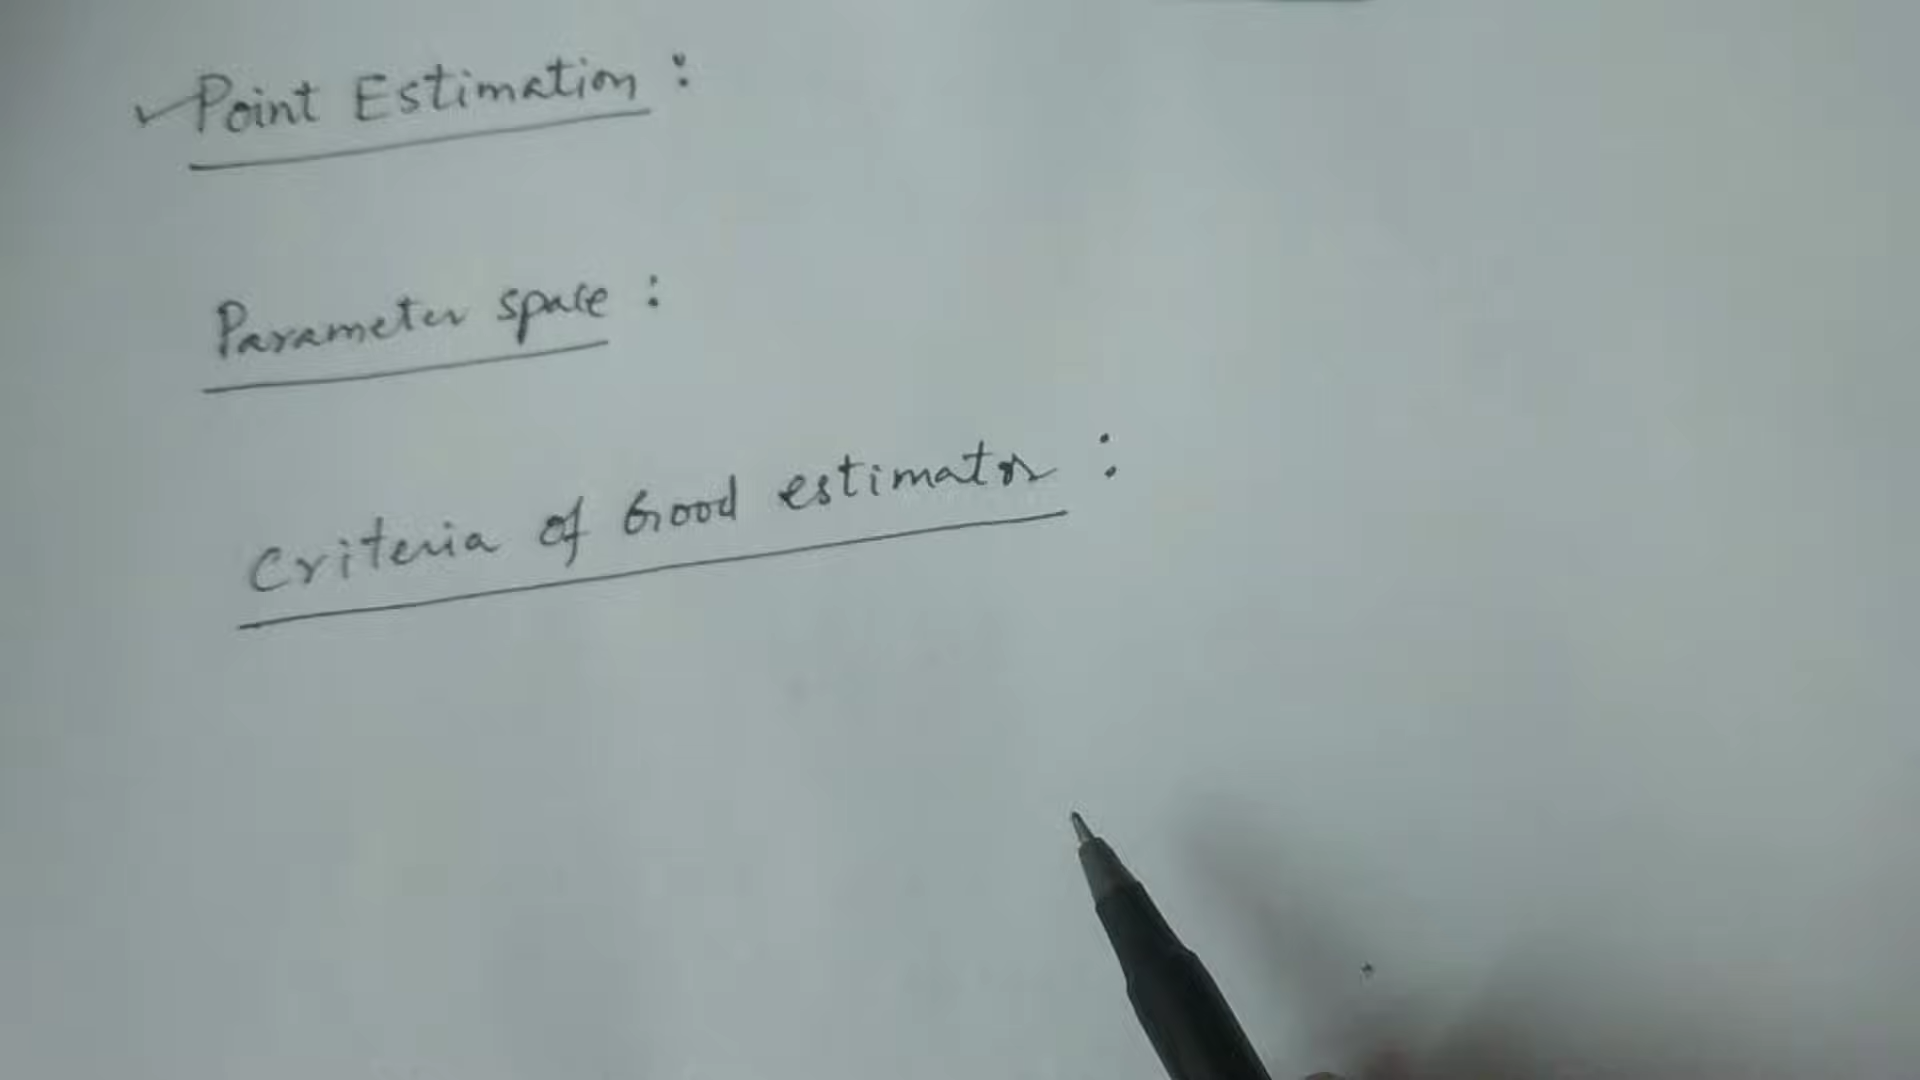 Point Estimation :
Parameter space :
Criteria of Good estimator :